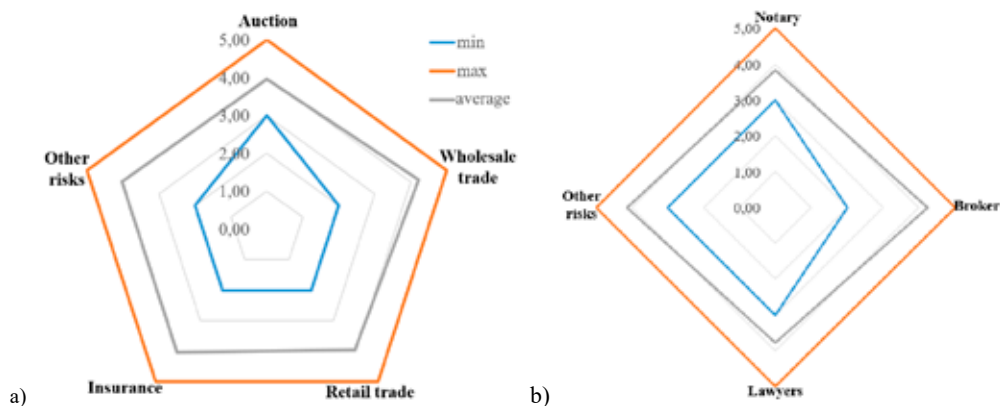 Auction
5,00
4,00
3,00
2,00
1,00
0,00
min
max
average
Wholesale
trade
Retail trade
Insurance
Other
risks
a)
Notary
5,00
4,00
3,00
2,00
1,00
0,00
Broker
Lawyers
Other
risks
b)